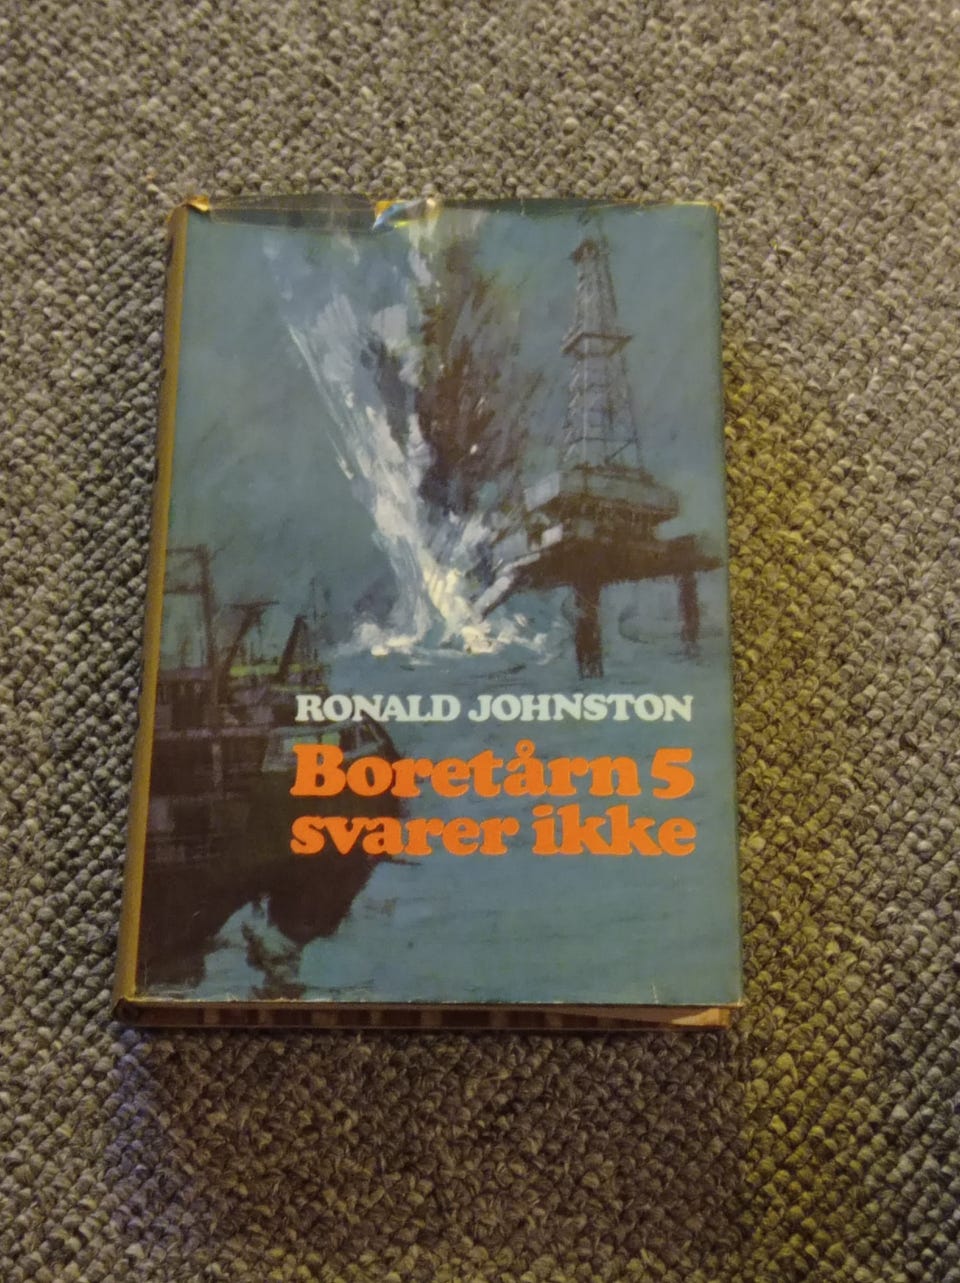 RONALD JOHNSTON
Boretårn 5
svarer ikke